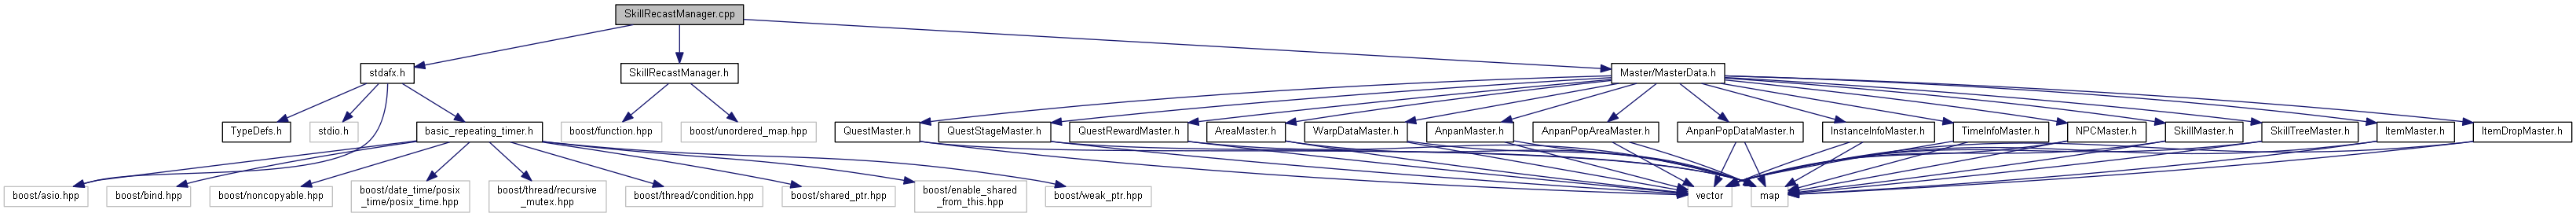 SkillRecastManager.cpp
stdafx.h
SkillRecastManager.h
Master/MasterData.h
TypeDefs.h
stdio.h
basic_repeating_timer.h
boost/function.hpp
boost/unordered_map.hpp
QuestMaster.h
QuestStageMaster.h
QuestRewardMaster.h
AreaMaster.h
WarpDataMaster.h
AnpanMaster.h
AnpanPopAreaMaster.h
AnpanPopDataMaster.h
InstanceInfoMaster.h
TimeInfoMaster.h
NPCMaster.h
SkillMaster.h
SkillTreeMaster.h
ItemMaster.h
ItemDropMaster.h
boost/asio.hpp
boost/bind.hpp
boost/noncopyable.hpp
boost/date_time/posix
_time/posix_time.hpp
boost/thread/recursive
_mutex.hpp
boost/thread/condition.hpp
boost/shared_ptr.hpp
boost/enable_shared
_from_this.hpp
boost/weak_ptr.hpp
vector
map